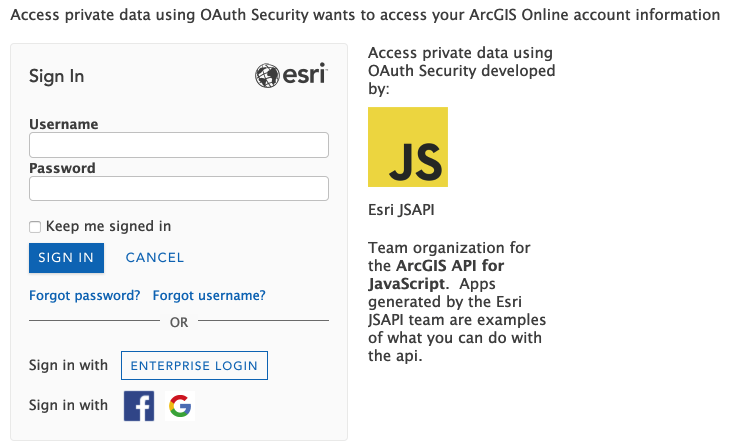 Access private data using OAuth Security wants to access your ArcGIS Online account information
Sign In
esri
Username
Password
Keep me signed in
SIGN IN
CANCEL
Forgot password?
Forgot username?
OR
Sign in with
ENTERPRISE LOGIN
Sign in with
f
G
Access private data using
OAuth Security developed
by:
JS
Esri JSAPI
Team organization for
the ArcGIS API for
JavaScript.  Apps
generated by the Esri
JSAPI team are examples
of what you can do with
the api.